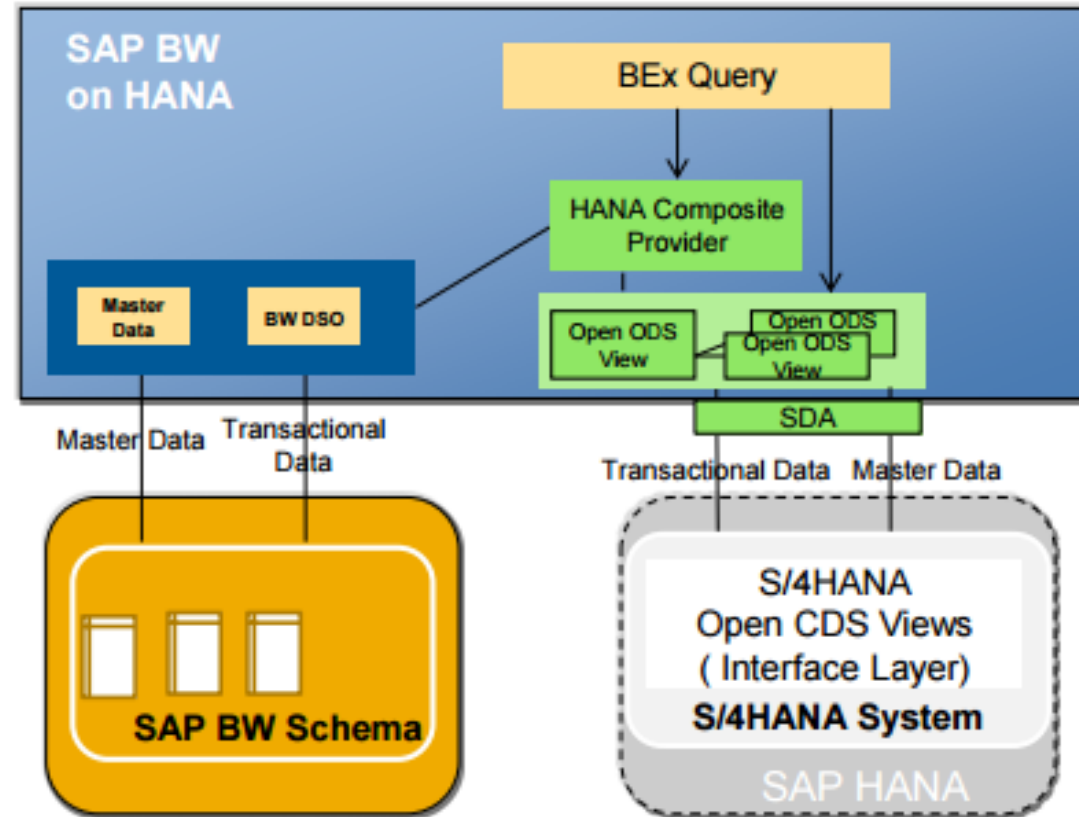 SAP BW
on HANA
BEx Query
HANA Composite
Provider
Master
Data
BW DSO
Open ODS
View
Open ODS
Open ODS
View
SDA
Master Data
Transactional
Data
Transactional Data
Master Data
SAP BW Schema
S/4HANA
Open CDS Views
( Interface Layer)
S/4HANA System
SAP HANA